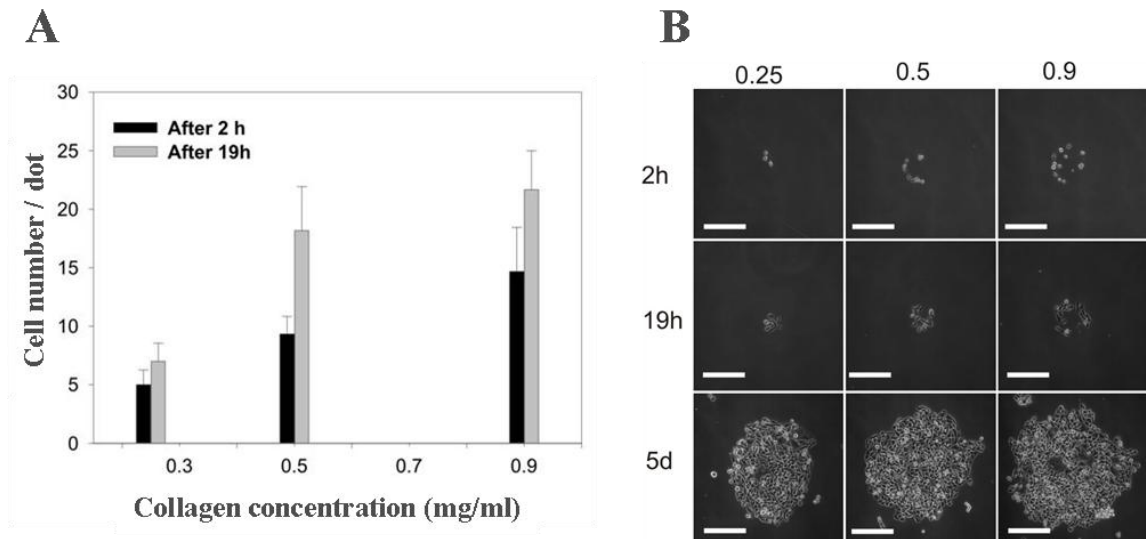 A
30
25
20
15
10
5
0
Cell number / dot
After 2 h
After 19h
0.3 0.5 0.7 0.9
Collagen concentration (mg/ml)
B
0.25 0.5 0.9
2h
19h
5d